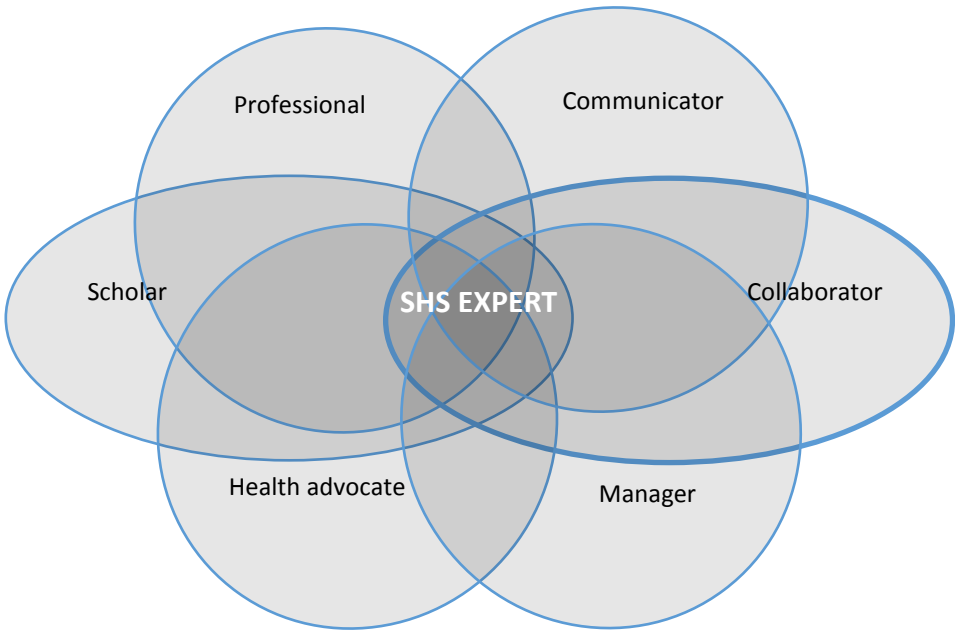 Professional
Communicator
Scholar
SHS EXPERT
Collaborator
Health advocate
Manager